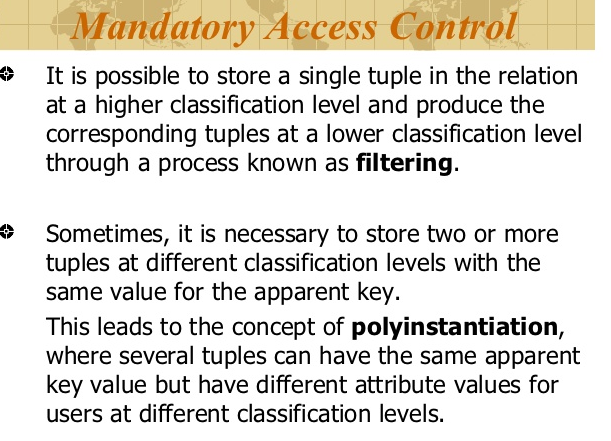 Mandatory Access Control
It is possible to store a single tuple in the relation
at a higher classification level and produce the
corresponding tuples at a lower classification level
through a process known as filtering.
Sometimes, it is necessary to store two or more
tuples at different classification levels with the
same value for the apparent key.
This leads to the concept of polyinstantiation,
where several tuples can have the same apparent
key value but have different attribute values for
users at different classification levels.